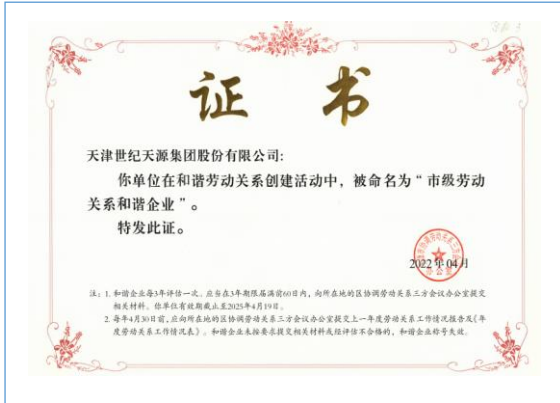 证 书
天津世纪天源集团股份有限公司:
你单位在和谐劳动关系创建活动中，被命名为“市级劳动
关系和谐企业”。
特发此证。
2022年04月
注: 1. 和谐企业每3年评估一次。应当在3年期限届满前60日内，向所在地的区协调劳动关系三方会议办公室提交
相关材料。你单位有效期截止至2025年4月19日。
2. 每年4月30日前，应向所在地的区协调劳动关系三方会议办公室提交上一年度劳动关系工作情况报告及《年
度劳动关系工作情况表》。和谐企业未按要求提交相关材料或经评估不合格的，和谐企业称号失效。